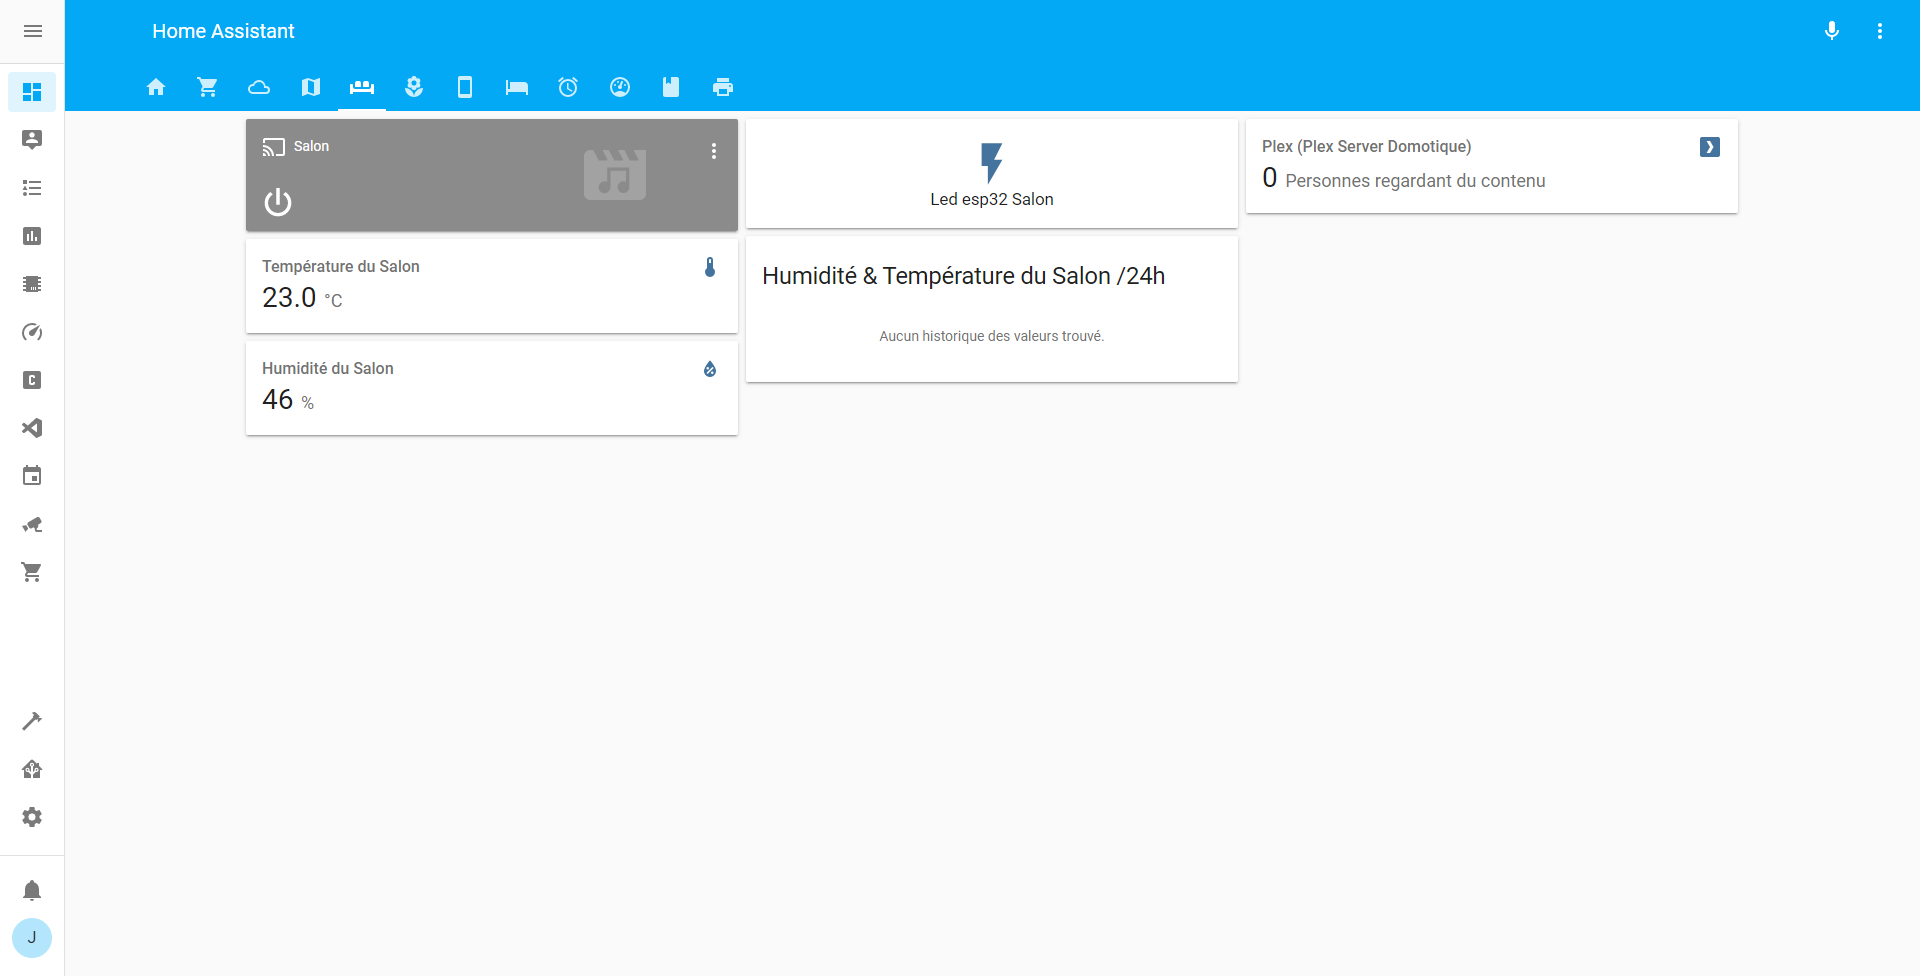 Home Assistant
Salon
Température du Salon
23.0 °C
Humidité du Salon
46 %
Led esp32 Salon
Humidité & Température du Salon /24h
Aucun historique des valeurs trouvé.
Plex (Plex Server Domotique)
0 Personnes regardant du contenu
C
J